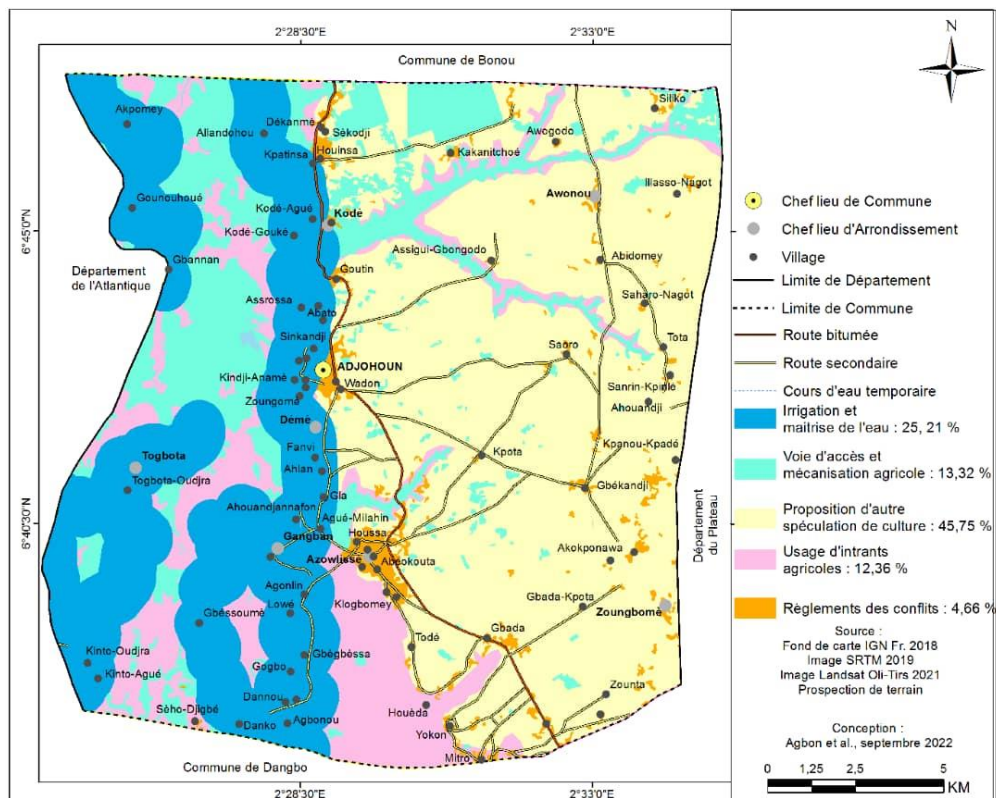 2°28'30"E
2°33'0"E
Commune de Bonou
N
Akpomey
Allandohou
Dékanmè
Sèkodji
Houinsa
Kpatinsa
Siliko
Awogodo
Kakanitchoé
Gounouhoué
Kodè-Agué
Kodè
Kodè-Gouké
Awonou
Illasso-Nagot
6°45'0"N
Gbannan
Département
de l'Atlantique
Goutin
Assigui-Gbongodo
Abidomey
Assrossa
Abato
Saharo-Nagot
Sinkandji
Saoro
Tota
ADJOHOUN
Kindji-Anamè
Wadon
Sanrin-Kpinlè
Zoungomè
Ahouandji
Dèmè
Togbota
Togbota-Oudjra
Fanvi
Ahlan
Kpota
Kpanou-Kpadé
Gbékandji
Gla
6°40'30"N
Ahouandjannafon
Agué-Milahin
Houssa
Gangban
Azowlissè
Abéokouta
Akokponawa
Département
du Plateau
Agonlin
Lowé
Klogbomey
Gbada-Kpota
Zoungbomè
Gbéssoumè
Todé
Gbada
Kinto-Oudjra
Kinto-Agué
Gbègbèssa
Gogbo
Dannou
Zounta
Houèda
Sèho-Djigbé
Danko
Agbonou
Yokon
Mitro
Commune de Dangbo
2°28'30"E
2°33'0"E
Chef lieu de Commune
Chef lieu d'Arrondissement
Village
Limite de Département
Limite de Commune
Route bitumée
Route secondaire
Cours d'eau temporaire
Irrigation et
maitrise de l'eau : 25, 21 %
Voie d'accès et
mécanisation agricole : 13,32 %
Proposition d'autre
spéculation de culture : 45,75 %
Usage d'intrants
agricoles : 12,36 %
Règlements des conflits : 4,66 %
Source :
Fond de carte IGN Fr. 2018
Image SRTM 2019
Image Landsat Oli-Tirs 2021
Prospection de terrain
Conception :
Agbon et al., septembre 2022
0 1,25 2,5 5
KM